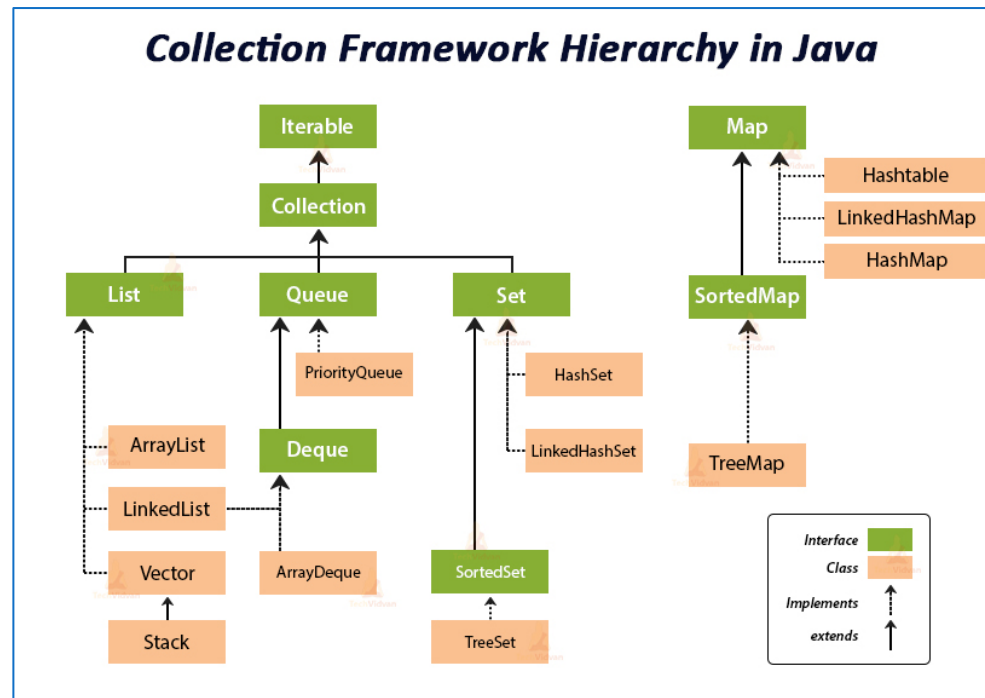 Collection Framework Hierarchy in Java
Iterable
Map
Hashtable
Collection
LinkedHashMap
HashMap
List
Queue
Set
SortedMap
PriorityQueue
HashSet
ArrayList
Deque
LinkedHashSet
TreeMap
LinkedList
Vector
ArrayDeque
SortedSet
Stack
TreeSet
Interface
Class
Implements
extends